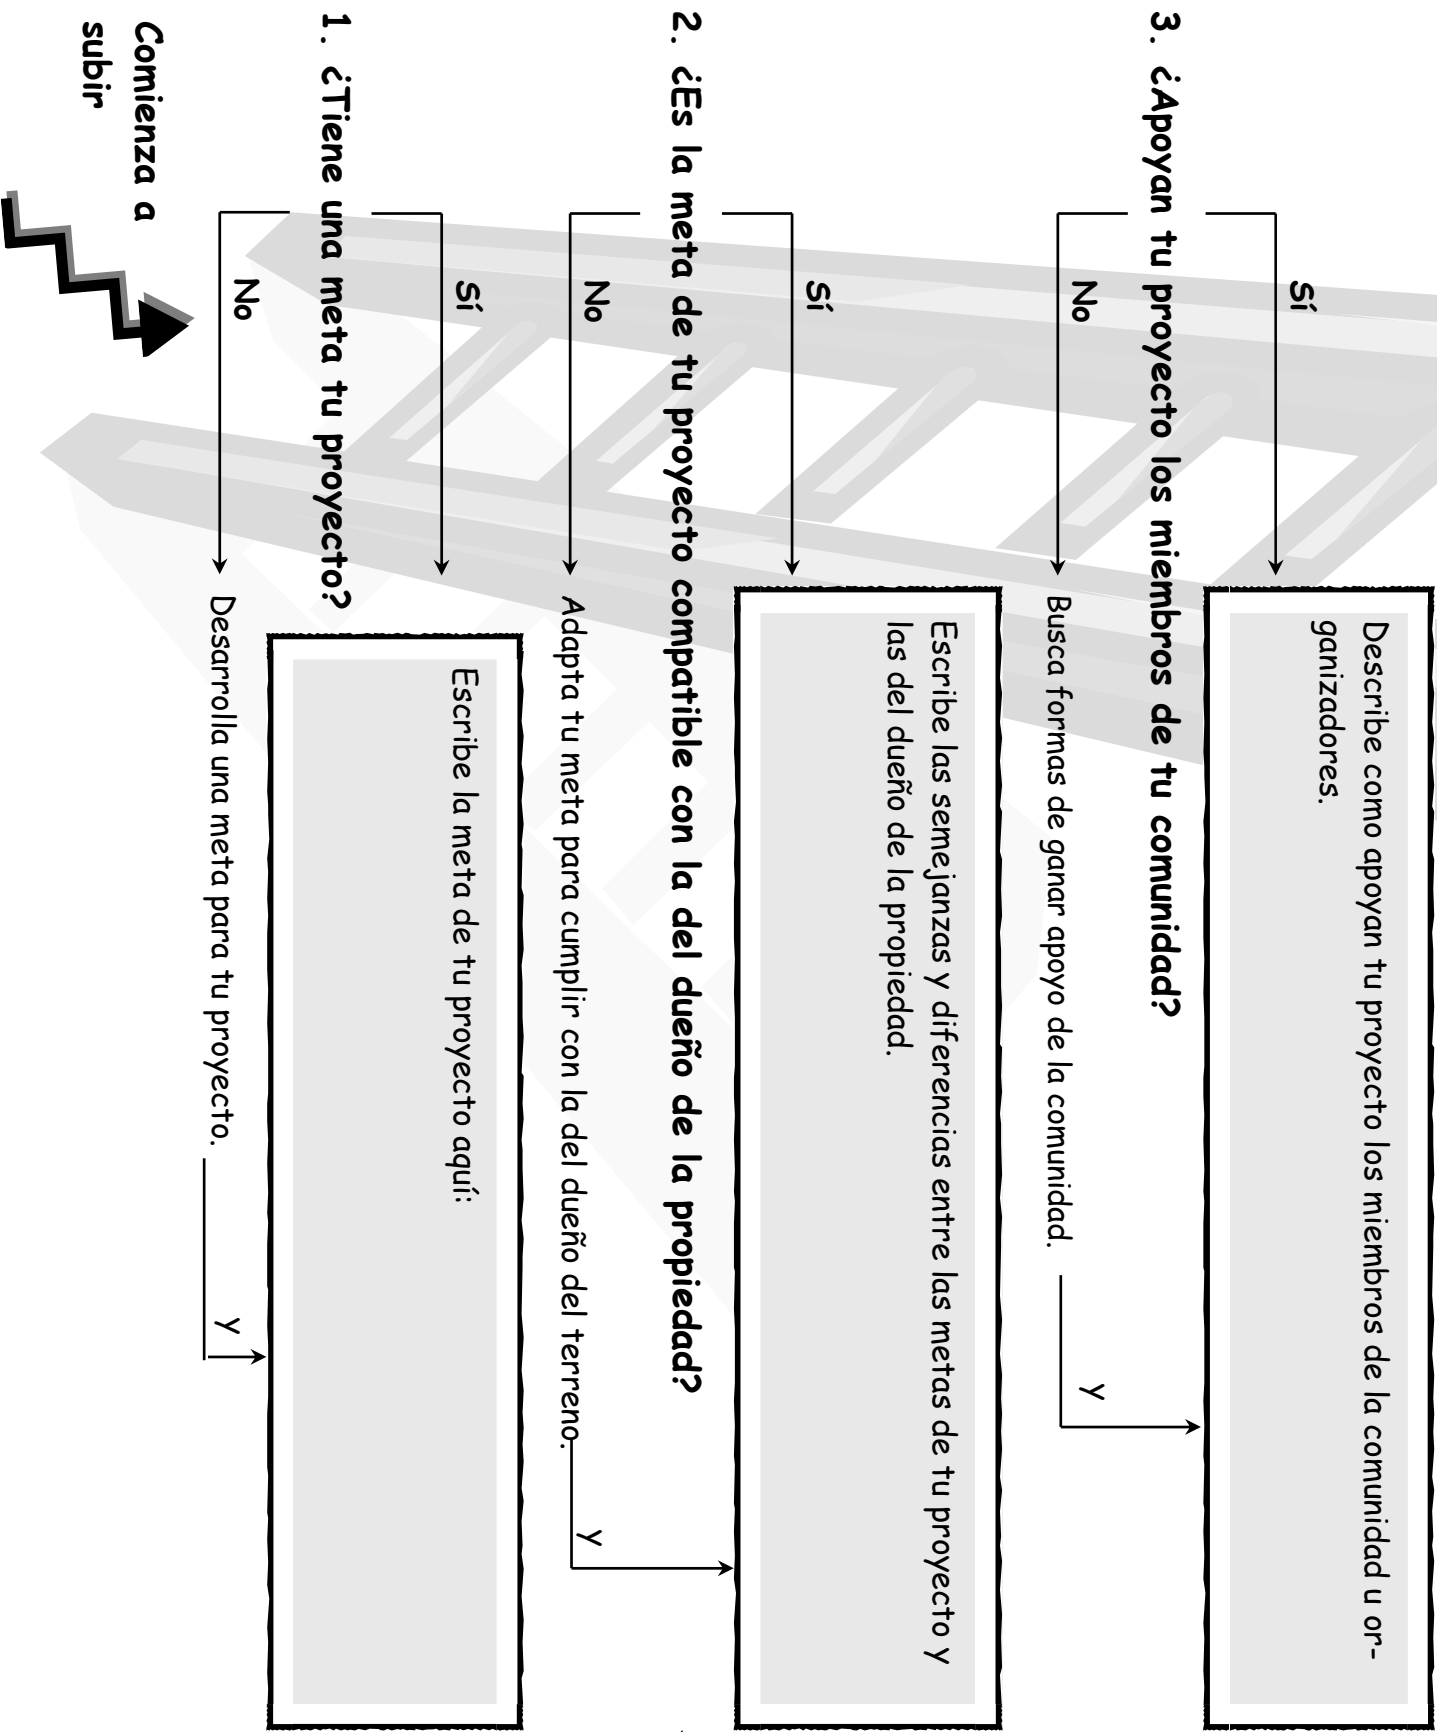 Describe como apoyan tu proyecto los miembros de la comunidad u or-
ganizadores.
Sí
3. ¿Apoyan tu proyecto los miembros de tu comunidad?
No
Busca formas de ganar apoyo de la comunidad.
y
Escribe las semejanzas y diferencias entre las metas de tu proyecto y
las del dueño de la propiedad.
Sí
2. ¿Es la meta de tu proyecto compatible con la del dueño de la propiedad?
No
Adapta tu meta para cumplir con la del dueño del terreno.
y
Escribe la meta de tu proyecto aquí:
Sí
1. ¿Tiene una meta tu proyecto?
No
Desarrolla una meta para tu proyecto.
y
Comienza a
subir